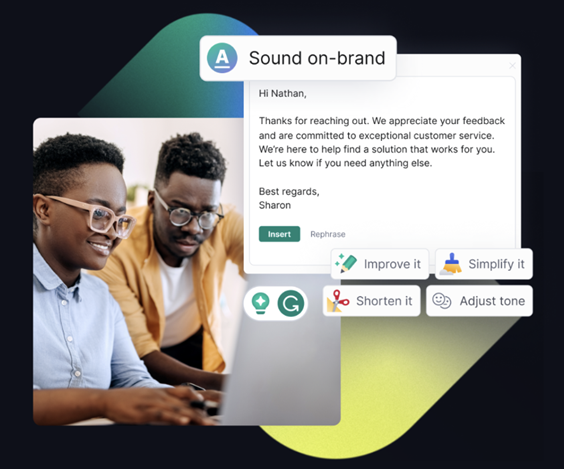 A Sound on-brand
Hi Nathan,
Thanks for reaching out. We appreciate your feedback
and are committed to exceptional customer service.
We're here to help find a solution that works for you.
Let us know if you need anything else.
Best regards,
Sharon
Insert Rephrase
Improve it Simplify it
Shorten it Adjust tone